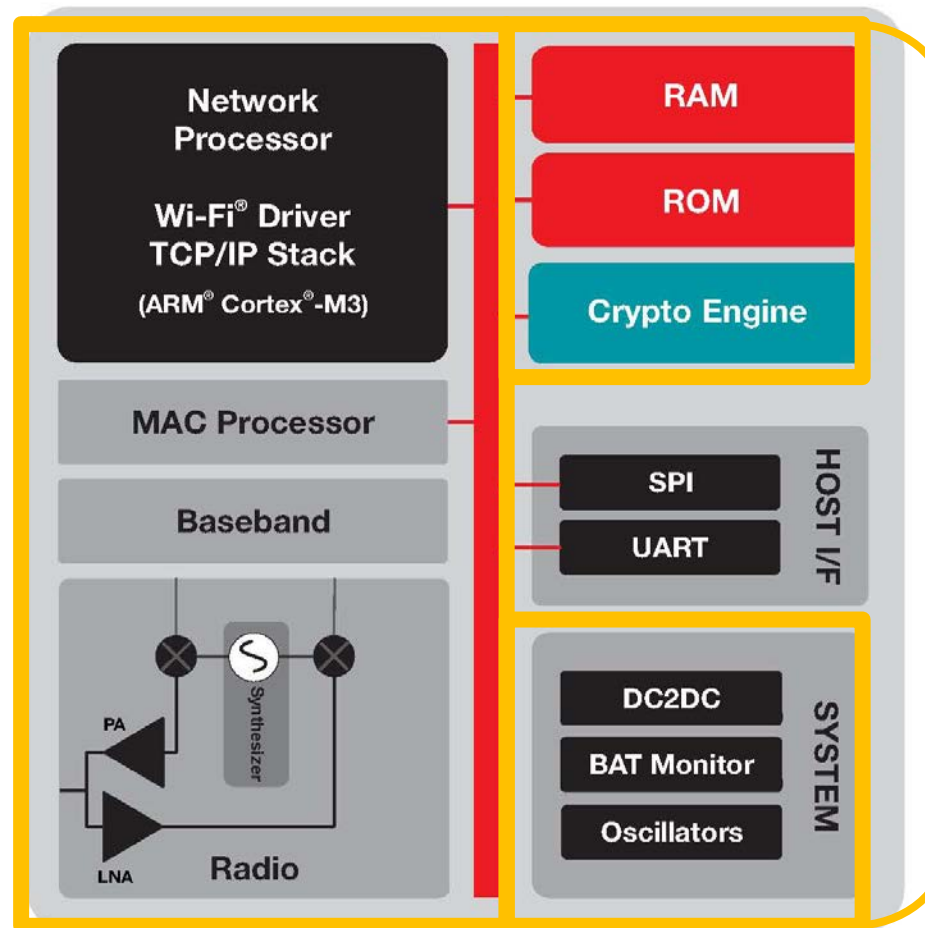 Network
Processor
Wi-Fi® Driver
TCP/IP Stack
(ARM® Cortex®-M3)
MAC Processor
Baseband
Synthesizer
PA
LNA
Radio
RAM
ROM
Crypto Engine
SPI
UART
HOST I/F
DC2DC
BAT Monitor
Oscillators
SYSTEM